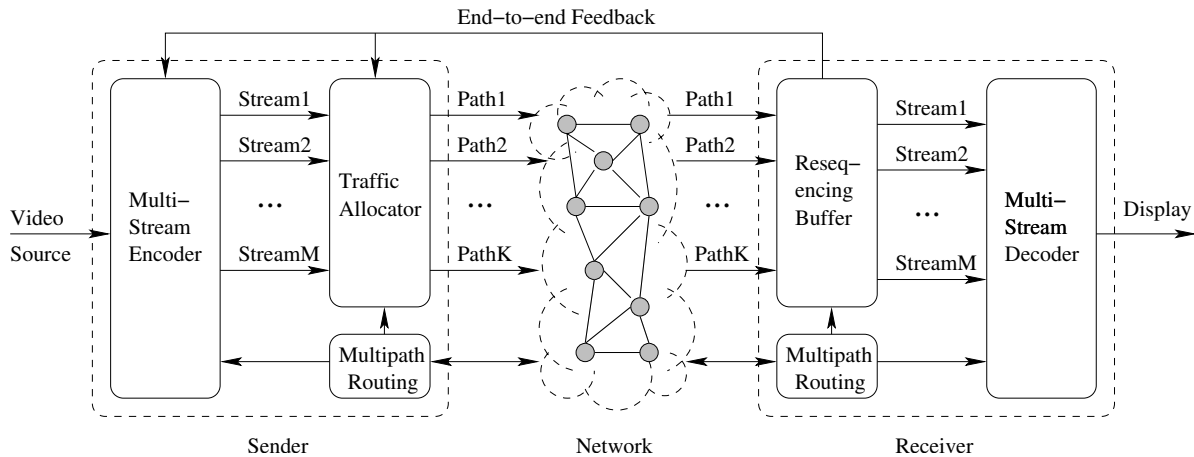 End-to-end Feedback
Stream1
Path1
Path1
Stream1
Stream2
Path2
Path2
Stream2
Multi-
Stream
Encoder
Traffic
Allocator
Reseq-
encing
Buffer
Multi-
Stream
Decoder
...
...
...
...
Video
Source
Display
StreamM
PathK
PathK
StreamM
Multipath
Routing
Multipath
Routing
Sender
Network
Receiver